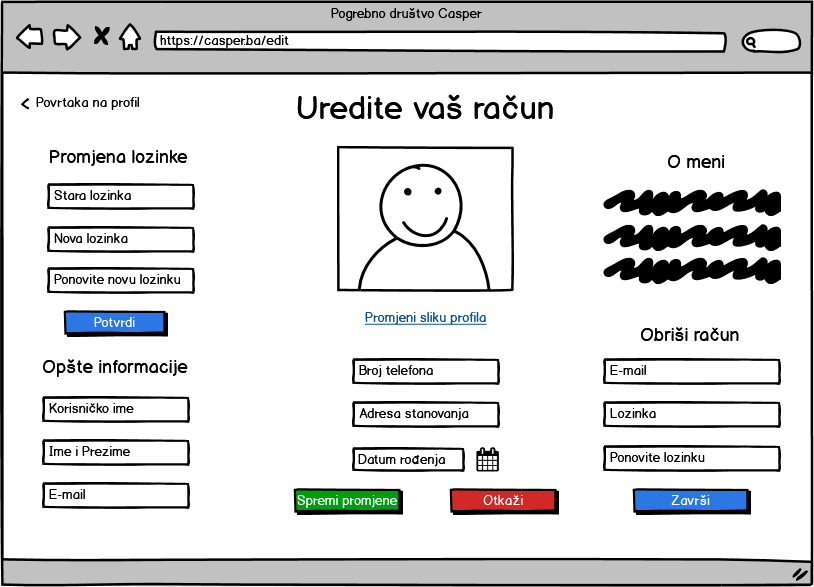 Pogrebno društvo Casper
https://casper.ba/edit
Povrtaka na profil
Uredite vaš račun
Promjena lozinke
Stara lozinka
Nova lozinka
Ponovite novu lozinku
Potvrdi
Opšte informacije
Korisničko ime
Ime i Prezime
E-mail
Promjeni sliku profila
Broj telefona
Adresa stanovanja
Datum rođenja
Spremi promjene
Otkaži
O meni
Obriši račun
E-mail
Lozinka
Ponovite lozinku
Završi